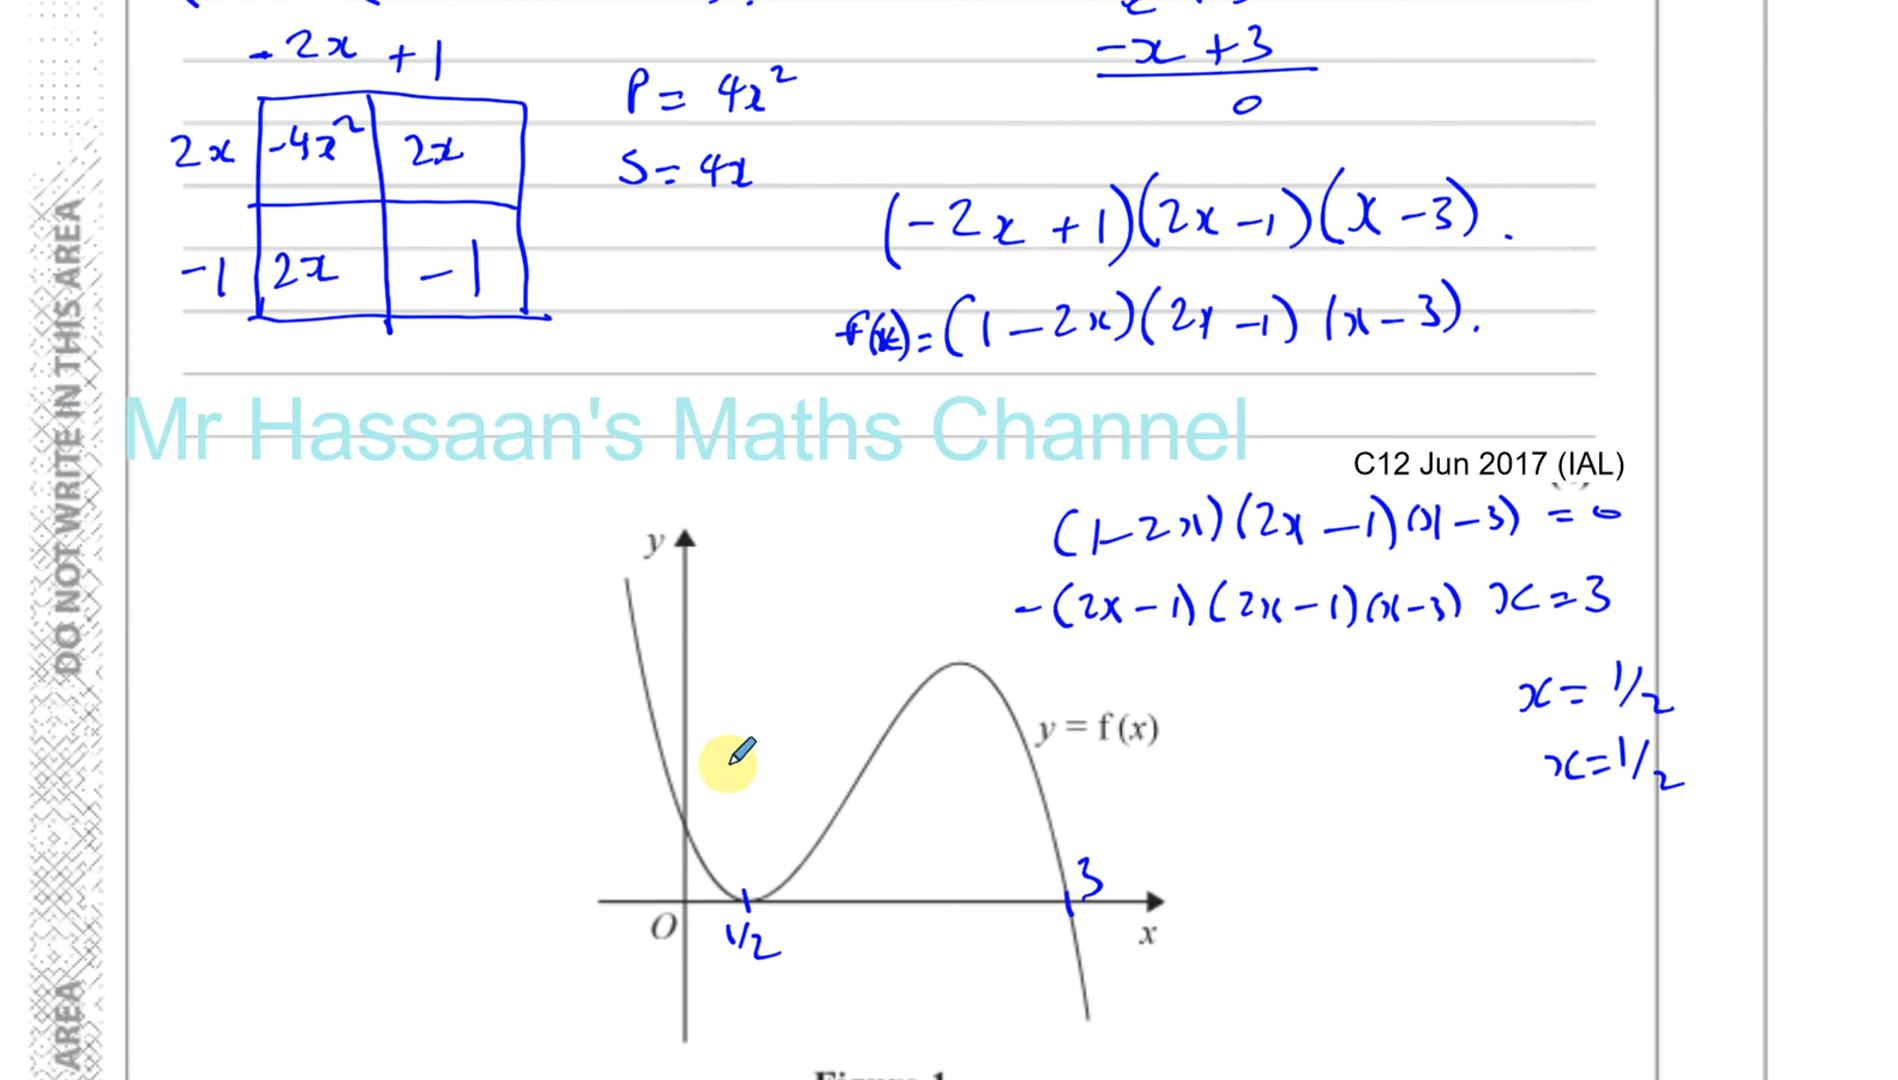 -2x +1
2x -4x² 2x
-1 2x -1
P = 4x²
S = 4x
-x +3
0
(-2x +1)(2x -1)(x -3).
f(x)=(1-2x)(2x-1)(x-3).
Mr Hassaan's Maths Channel
C12 Jun 2017 (IAL)
(1-2x)(2x-1)(x-3) = 0
-(2x-1)(2x-1)(x-3) x=3
x= 1/2
x=1/2
y
y = f(x)
3
O
1/2
x
DO NOT WRITE IN THIS AREA
AREA